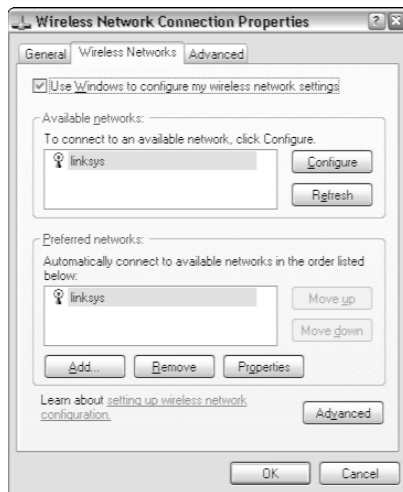 Wireless Network Connection Properties
General Wireless Networks Advanced
Use Windows to configure my wireless network settings
Available networks:
To connect to an available network, click Configure.
linksys
Configure
Refresh
Preferred networks:
Automatically connect to available networks in the order listed
below:
linksys
Move up
Move down
Add... Remove Properties
Learn about setting up wireless network
configuration.
Advanced
OK Cancel